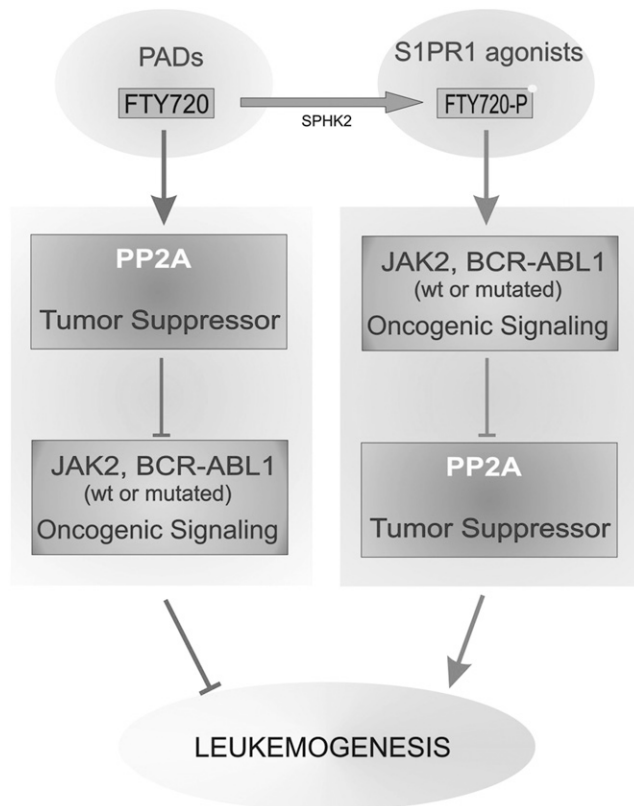 PADs
FTY720
SPHK2
S1PR1 agonists
FTY720-P
PP2A
Tumor Suppressor
JAK2, BCR-ABL1
(wt or mutated)
Oncogenic Signaling
JAK2, BCR-ABL1
(wt or mutated)
Oncogenic Signaling
PP2A
Tumor Suppressor
LEUKEMOGENESIS